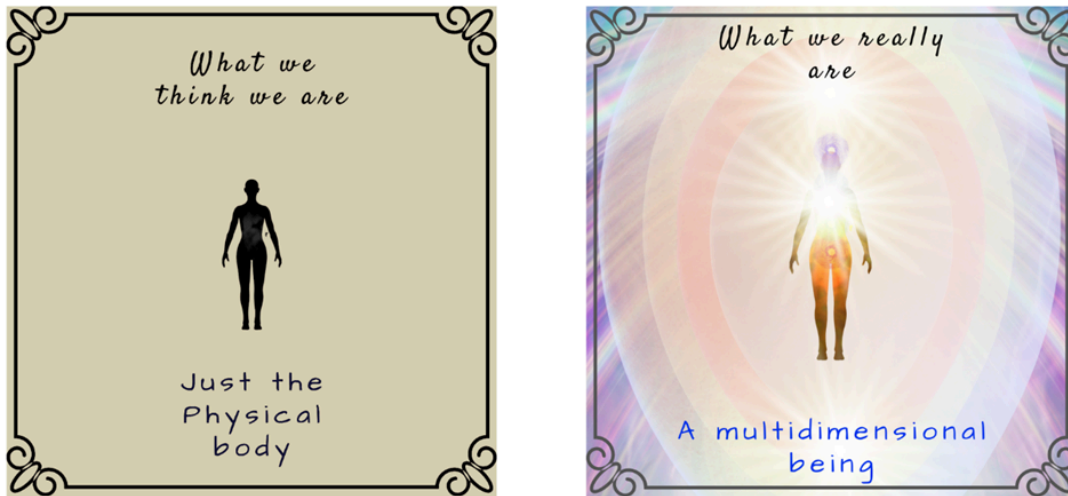 What we
think we are
Just the
Physical
body
What we really
are
A multidimensional
being